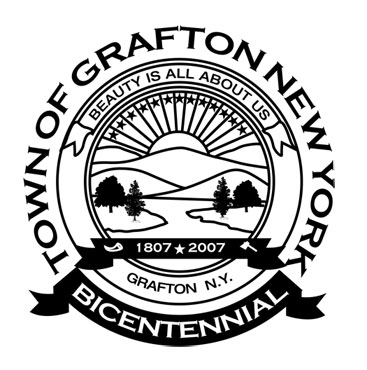 TOWN OF GRAFTON NEW YORK
BEAUTY IS ALL ABOUT US
1807★2007
GRAFTON N.Y.
BICENTENNIAL